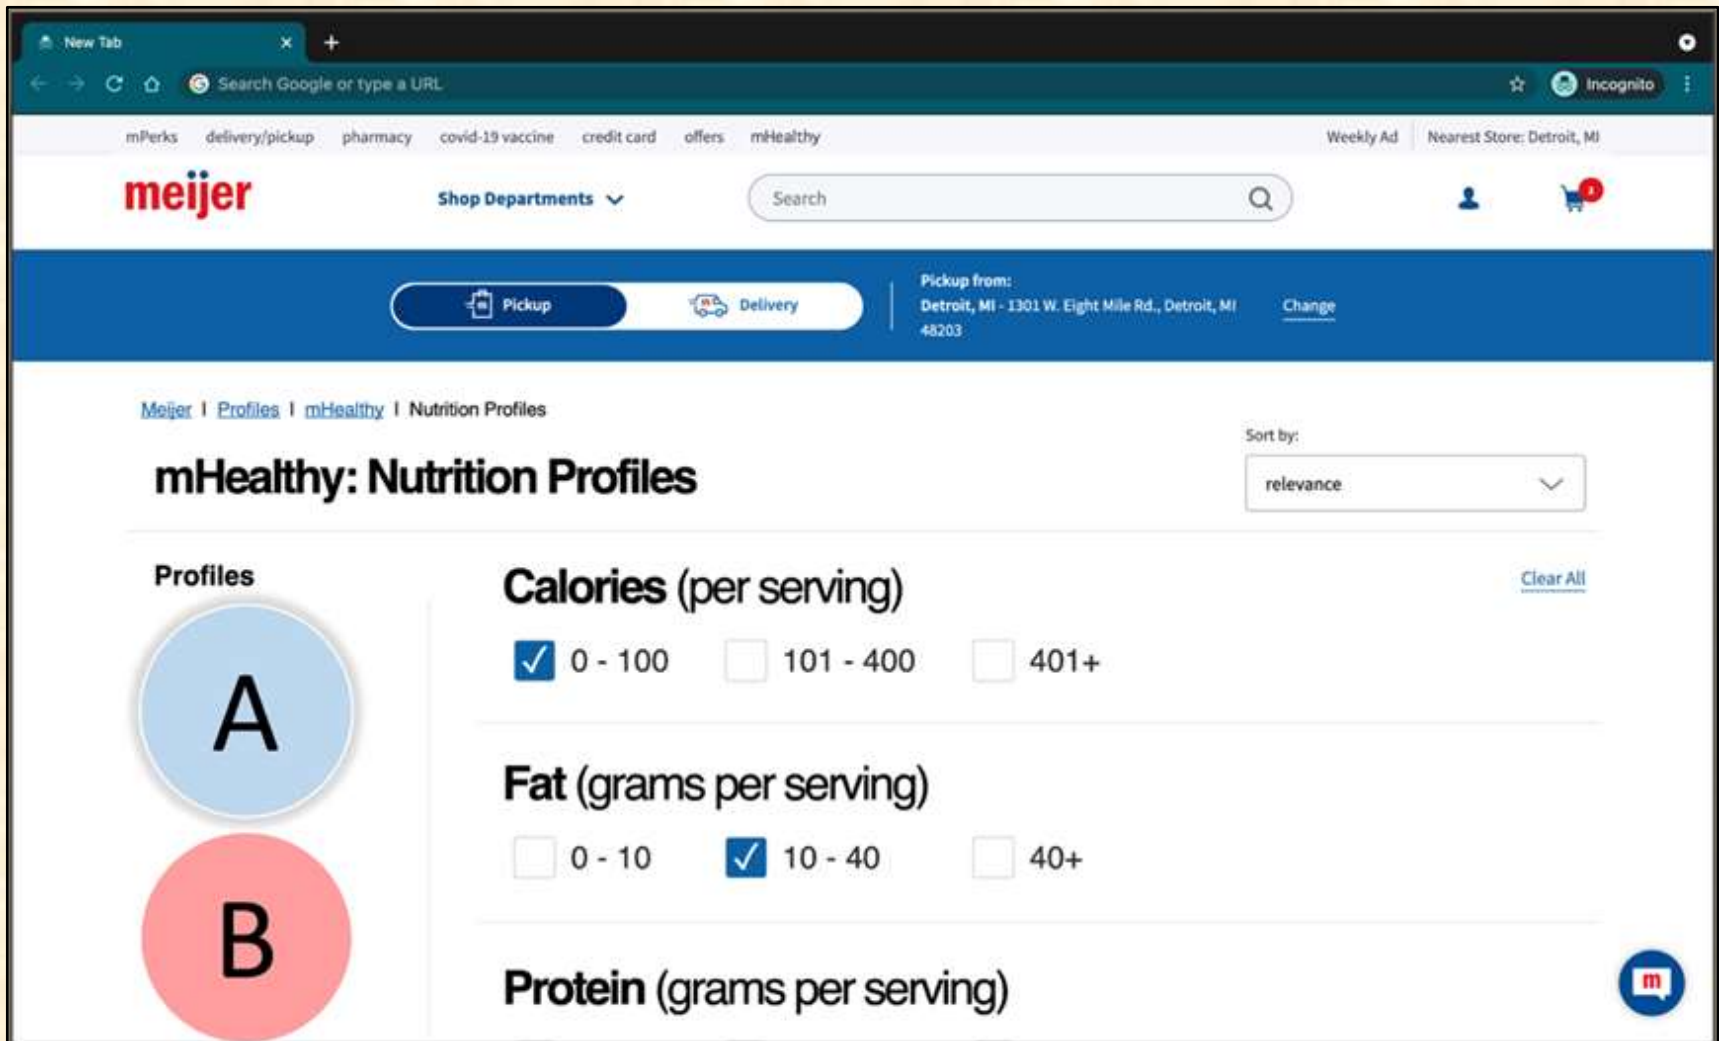 New Tab
Search Google or type a URL
Incognito
mPerks delivery/pickup pharmacy covid-19 vaccine credit card offers mHealthy Weekly Ad Nearest Store: Detroit, MI
meijer Shop Departments Search
Pickup Delivery
Pickup from:
Detroit, MI - 1301 W. Eight Mile Rd., Detroit, MI
48203
Change
Meijer | Profiles | mHealthy | Nutrition Profiles
mHealthy: Nutrition Profiles
Sort by:
relevance
Profiles
A
B
Calories (per serving)
Clear All
0 - 100 101 - 400 401+
Fat (grams per serving)
0 - 10 10 - 40 40+
Protein (grams per serving)
m